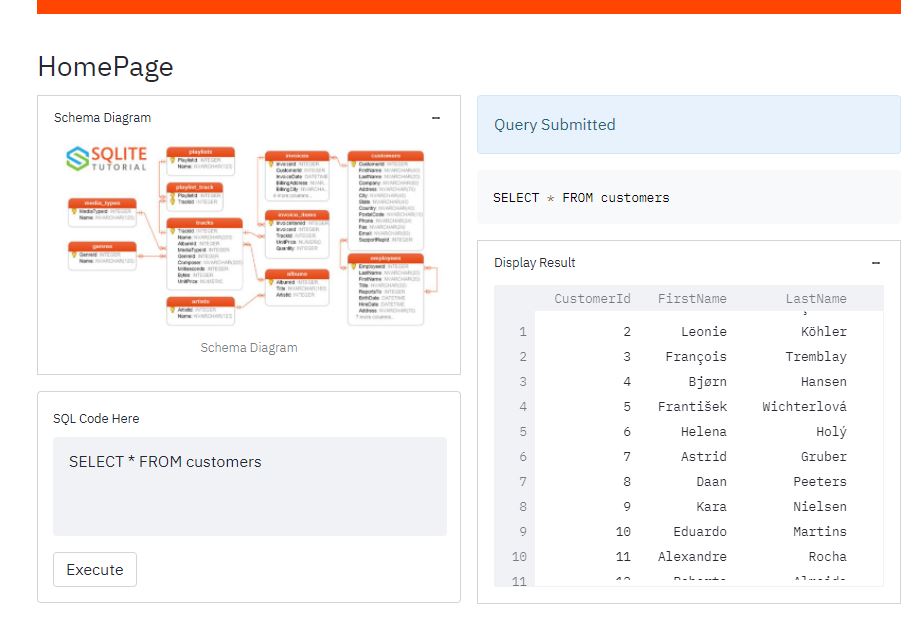 HomePage
Schema Diagram
SQLITE
TUTORIAL
playlists
PlaylistId INTEGER
Name NVARCHAR(120)
playlist_track
PlaylistId INTEGER
TrackId INTEGER
media_types
MediaTypeId INTEGER
Name NVARCHAR(120)
genres
GenreId INTEGER
Name NVARCHAR(120)
tracks
TrackId INTEGER
Name NVARCHAR(200)
AlbumId INTEGER
MediaTypeId INTEGER
GenreId INTEGER
Composer NVARCHAR(220)
Milliseconds INTEGER
Bytes INTEGER
UnitPrice NUMERIC
artists
ArtistId INTEGER
Name NVARCHAR(120)
invoices
InvoiceId INTEGER
CustomerId INTEGER
InvoiceDate DATETIME
BillingAddress NVAR...
BillingCity NVARCHA...
invoice_items
InvoiceId INTEGER
TrackId INTEGER
UnitPrice NUMERIC
Quantity INTEGER
albums
AlbumId INTEGER
Title NVARCHAR(160)
ArtistId INTEGER
customers
CustomerId INTEGER
FirstName NVARCHAR(40)
LastName NVARCHAR(20)
Company NVARCHAR(80)
Address NVARCHAR(70)
City NVARCHAR(40)
State NVARCHAR(40)
Country NVARCHAR(40)
PostalCode NVARCHAR(10)
Phone NVARCHAR(24)
Fax NVARCHAR(24)
Email NVARCHAR(60)
SupportRepId INTEGER
employees
EmployeeId INTEGER
LastName NVARCHAR(20)
FirstName NVARCHAR(20)
Title NVARCHAR(30)
ReportsTo INTEGER
BirthDate DATETIME
HireDate DATETIME
Address NVARCHAR(70)
7 more columns...
Schema Diagram
SQL Code Here
SELECT * FROM customers
Execute
Query Submitted
SELECT * FROM customers
Display Result
CustomerId FirstName LastName
1 2 Leonie Köhler
2 3 François Tremblay
3 4 Bjørn Hansen
4 5 František Wichterlová
5 6 Helena Holý
6 7 Astrid Gruber
7 8 Daan Peeters
8 9 Kara Nielsen
9 10 Eduardo Martins
10 11 Alexandre Rocha
11